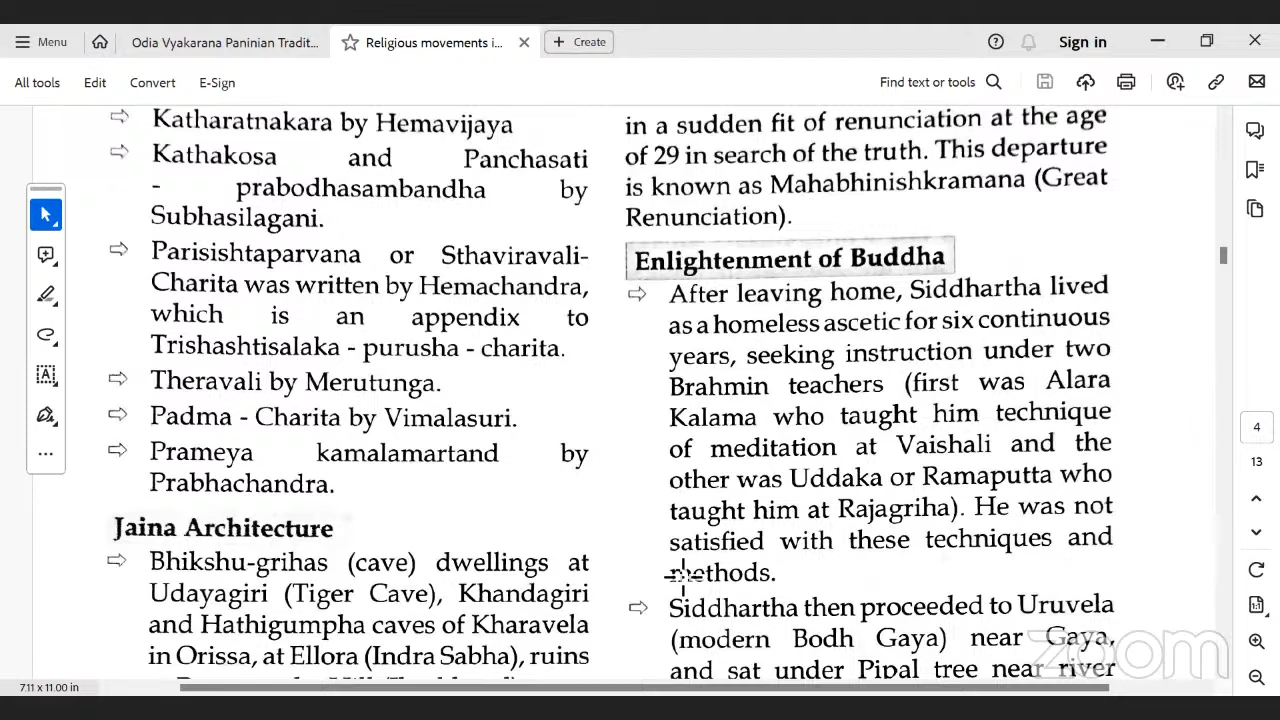 Menu
Odia Vyakarana Paninian Tradit...
Religious movements i...
Create
Sign in
All tools
Edit
Convert
E-Sign
Find text or tools
Katharatnakara by Hemavijaya
Kathakosa and Panchasati
- prabodhasambandha by
Subhasilagani.
Parisishtaparvana or Sthaviravali-
Charita was written by Hemachandra,
which is an appendix to
Trishashtisalaka - purusha - charita.
Theravali by Merutunga.
Padma - Charita by Vimalasuri.
Prameya kamalamartand by
Prabhachandra.
Jaina Architecture
Bhikshu-grihas (cave) dwellings at
Udayagiri (Tiger Cave), Khandagiri
and Hathigumpha caves of Kharavela
in Orissa, at Ellora (Indra Sabha), ruins
in a sudden fit of renunciation at the age
of 29 in search of the truth. This departure
is known as Mahabhinishkramana (Great
Renunciation).
Enlightenment of Buddha
After leaving home, Siddhartha lived
as a homeless ascetic for six continuous
years, seeking instruction under two
Brahmin teachers (first was Alara
Kalama who taught him technique
of meditation at Vaishali and the
other was Uddaka or Ramaputta who
taught him at Rajagriha). He was not
satisfied with these techniques and
methods.
Siddhartha then proceeded to Uruvela
(modern Bodh Gaya) near Gaya,
and sat under Pipal tree near river
4
13
7.11 x 11.00 in
zoom